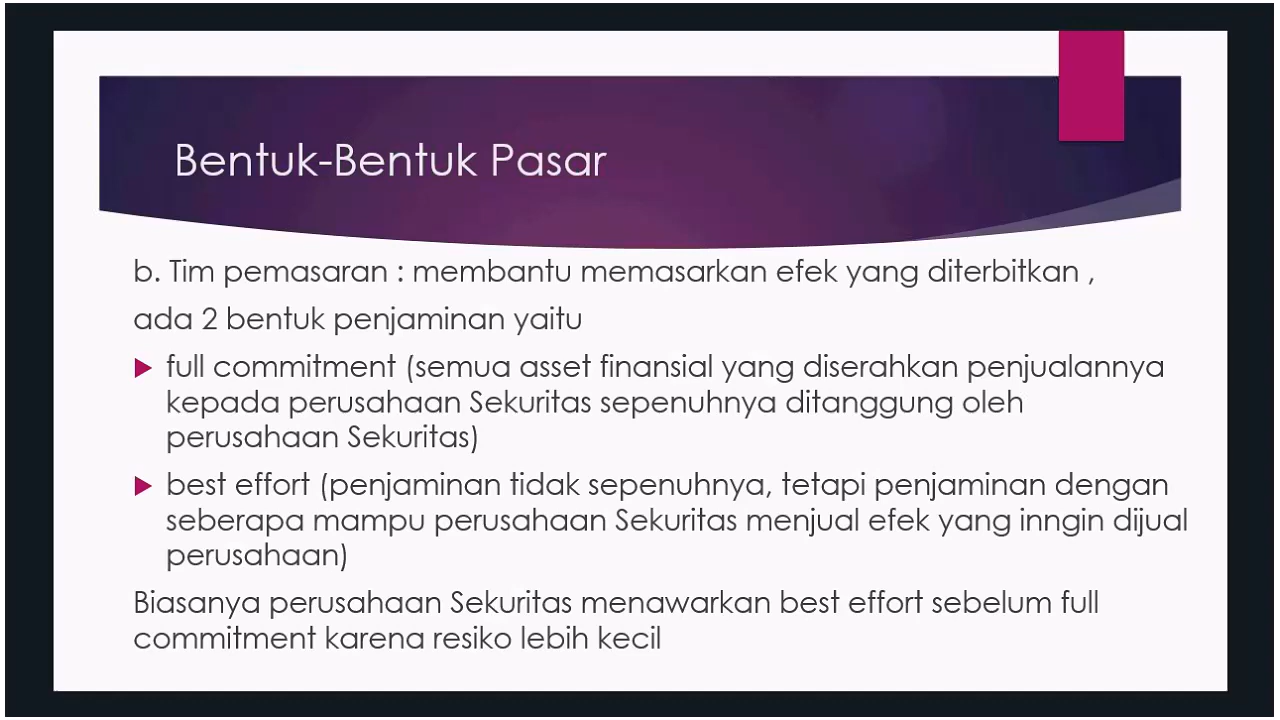 Bentuk-Bentuk Pasar
b. Tim pemasaran : membantu memasarkan efek yang diterbitkan ,
ada 2 bentuk penjaminan yaitu
full commitment (semua asset finansial yang diserahkan penjualannya
kepada perusahaan Sekuritas sepenuhnya ditanggung oleh
perusahaan Sekuritas)
best effort (penjaminan tidak sepenuhnya, tetapi penjaminan dengan
seberapa mampu perusahaan Sekuritas menjual efek yang inngin dijual
perusahaan)
Biasanya perusahaan Sekuritas menawarkan best effort sebelum full
commitment karena resiko lebih kecil